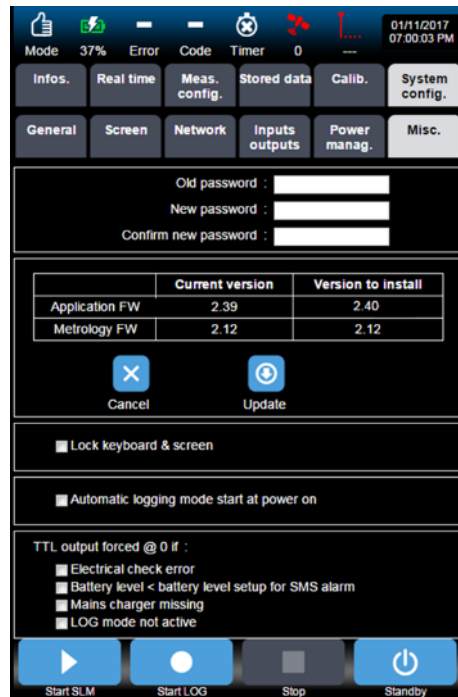 01/11/2017
07:00:03 PM
Mode 37% Error Code Timer 0 ---
Infos. Real time Meas. config. Stored data Calib. System config.
General Screen Network Inputs outputs Power manag. Misc.
Old password :
New password :
Confirm new password :
Current version Version to install
Application FW 2.39 2.40
Metrology FW 2.12 2.12
Cancel Update
Lock keyboard & screen
Automatic logging mode start at power on
TTL output forced @ 0 if :
Electrical check error
Battery level < battery level setup for SMS alarm
Mains charger missing
LOG mode not active
Start SLM Start LOG Stop Standby